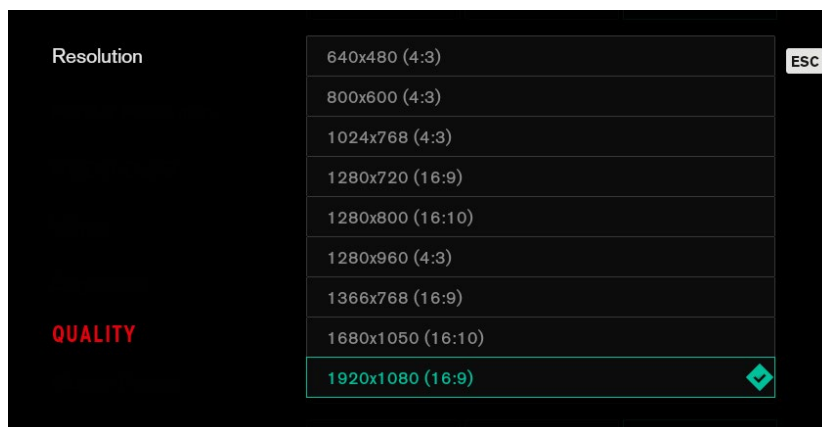 Resolution
640x480 (4:3)
ESC
800x600 (4:3)
1024x768 (4:3)
1280x720 (16:9)
1280x800 (16:10)
1280x960 (4:3)
1366x768 (16:9)
QUALITY
1680x1050 (16:10)
1920x1080 (16:9)